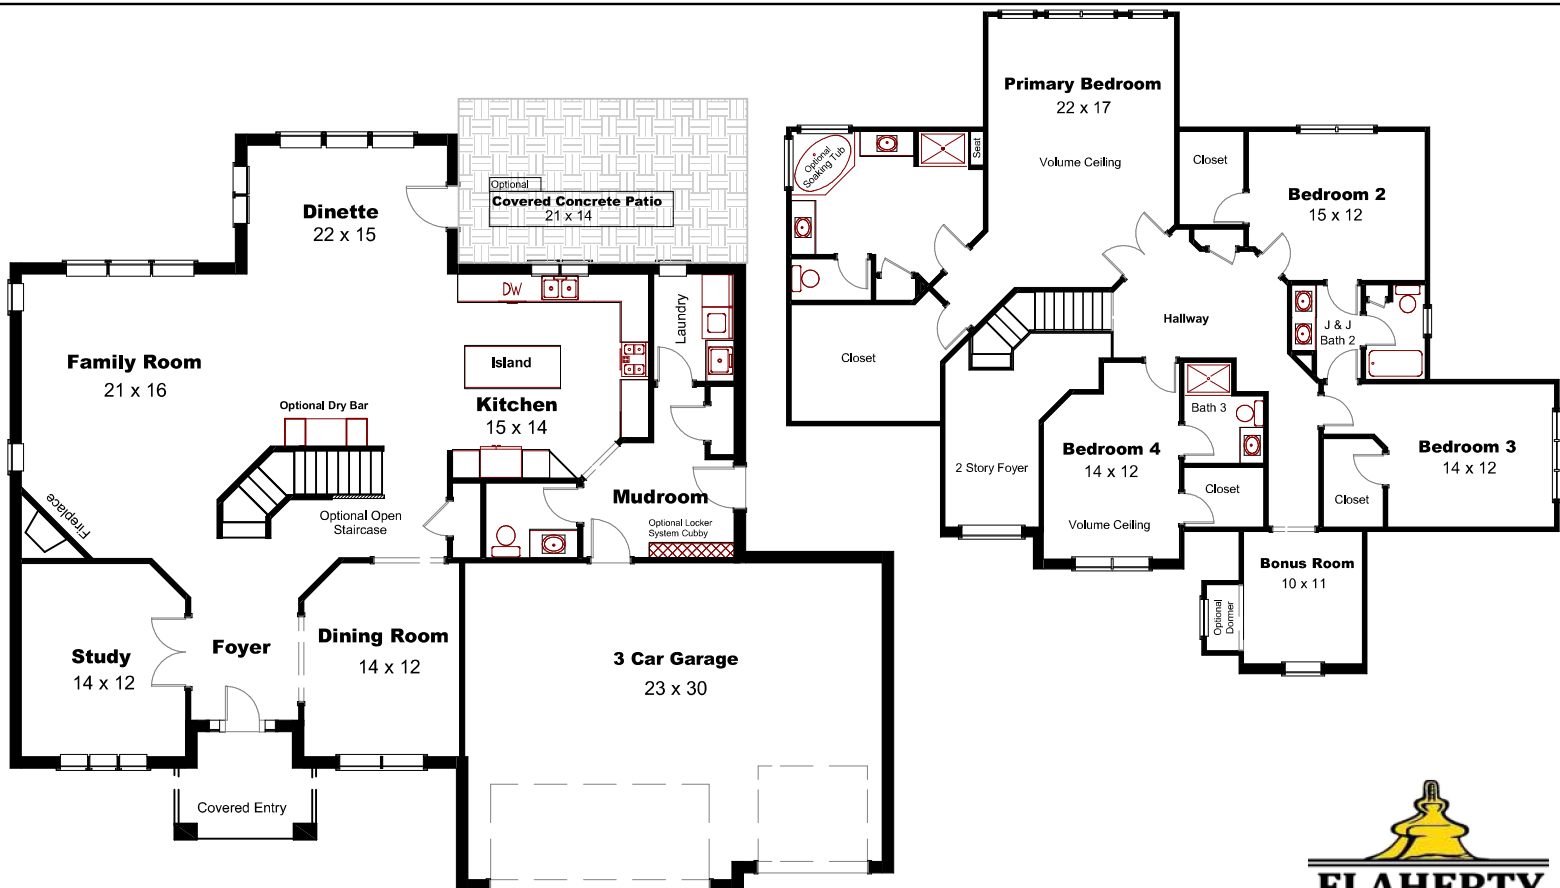 Optional
Covered Concrete Patio
21 x 14
Dinette
22 x 15
DW
Laundry
Family Room
21 x 16
Island
Optional Dry Bar
Kitchen
15 x 14
Fireplace
Optional Open
Staircase
Mudroom
Optional Locker
System Cubby
Study
14 x 12
Foyer
Dining Room
14 x 12
3 Car Garage
23 x 30
Covered Entry
Primary Bedroom
22 x 17
Volume Ceiling
Optional
Soaking Tub
Seat
Closet
Bedroom 2
15 x 12
Closet
Hallway
J & J
Bath 2
Bath 3
2 Story Foyer
Bedroom 4
14 x 12
Volume Ceiling
Closet
Bedroom 3
14 x 12
Closet
Bonus Room
10 x 11
Optional
Dormer
FLAHERTY